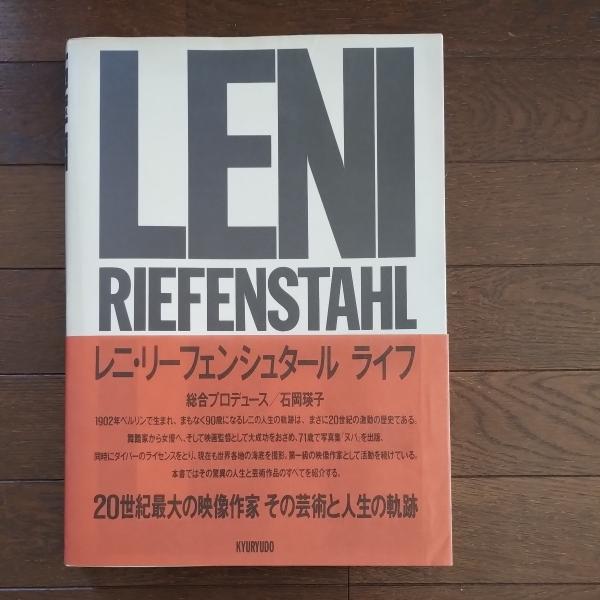 LENI
RIEFENSTAHL
レニ・リーフェンシュタール ライフ
総合プロデュース/石岡瑛子
1902年ベルリンで生まれ、まもなく90歳になるレニの人生の軌跡は、まさに20世紀の激動の歴史である。
舞踏家から女優へ、そして映画監督として大成功をおさめ、71歳で写真集「ヌバ」を出版、
同時にダイバーのライセンスをとり、現在も世界各地の海底を撮影。第一級の映像作家として活動を続けている。
本書ではその驚異の人生と芸術作品のすべてを紹介する。
20世紀最大の映像作家 その芸術と人生の軌跡
KYURYUDO